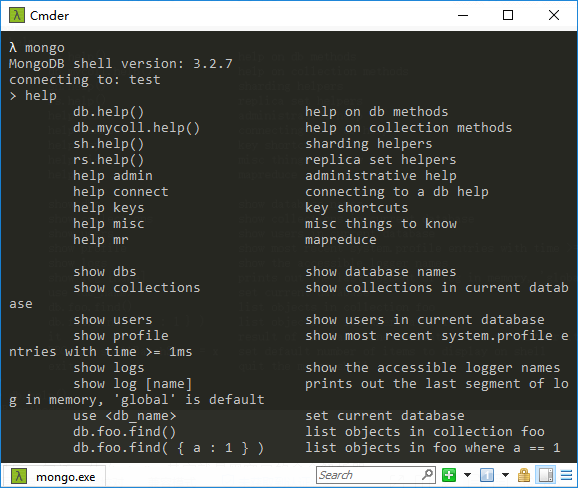 Cmder
λ mongo
MongoDB shell version: 3.2.7
connecting to: test
> help
db.help() help on db methods
db.mycoll.help() help on collection methods
sh.help() sharding helpers
rs.help() replica set helpers
help admin administrative help
help connect connecting to a db help
help keys key shortcuts
help misc misc things to know
help mr mapreduce
show dbs show database names
show collections show collections in current datab
ase
show users show users in current database
show profile show most recent system.profile e
ntries with time >= 1ms
show logs show the accessible logger names
show log [name] prints out the last segment of lo
g in memory, 'global' is default
use <db_name> set current database
db.foo.find() list objects in collection foo
db.foo.find( { a : 1 } ) list objects in foo where a == 1
λ mongo.exe Search 1